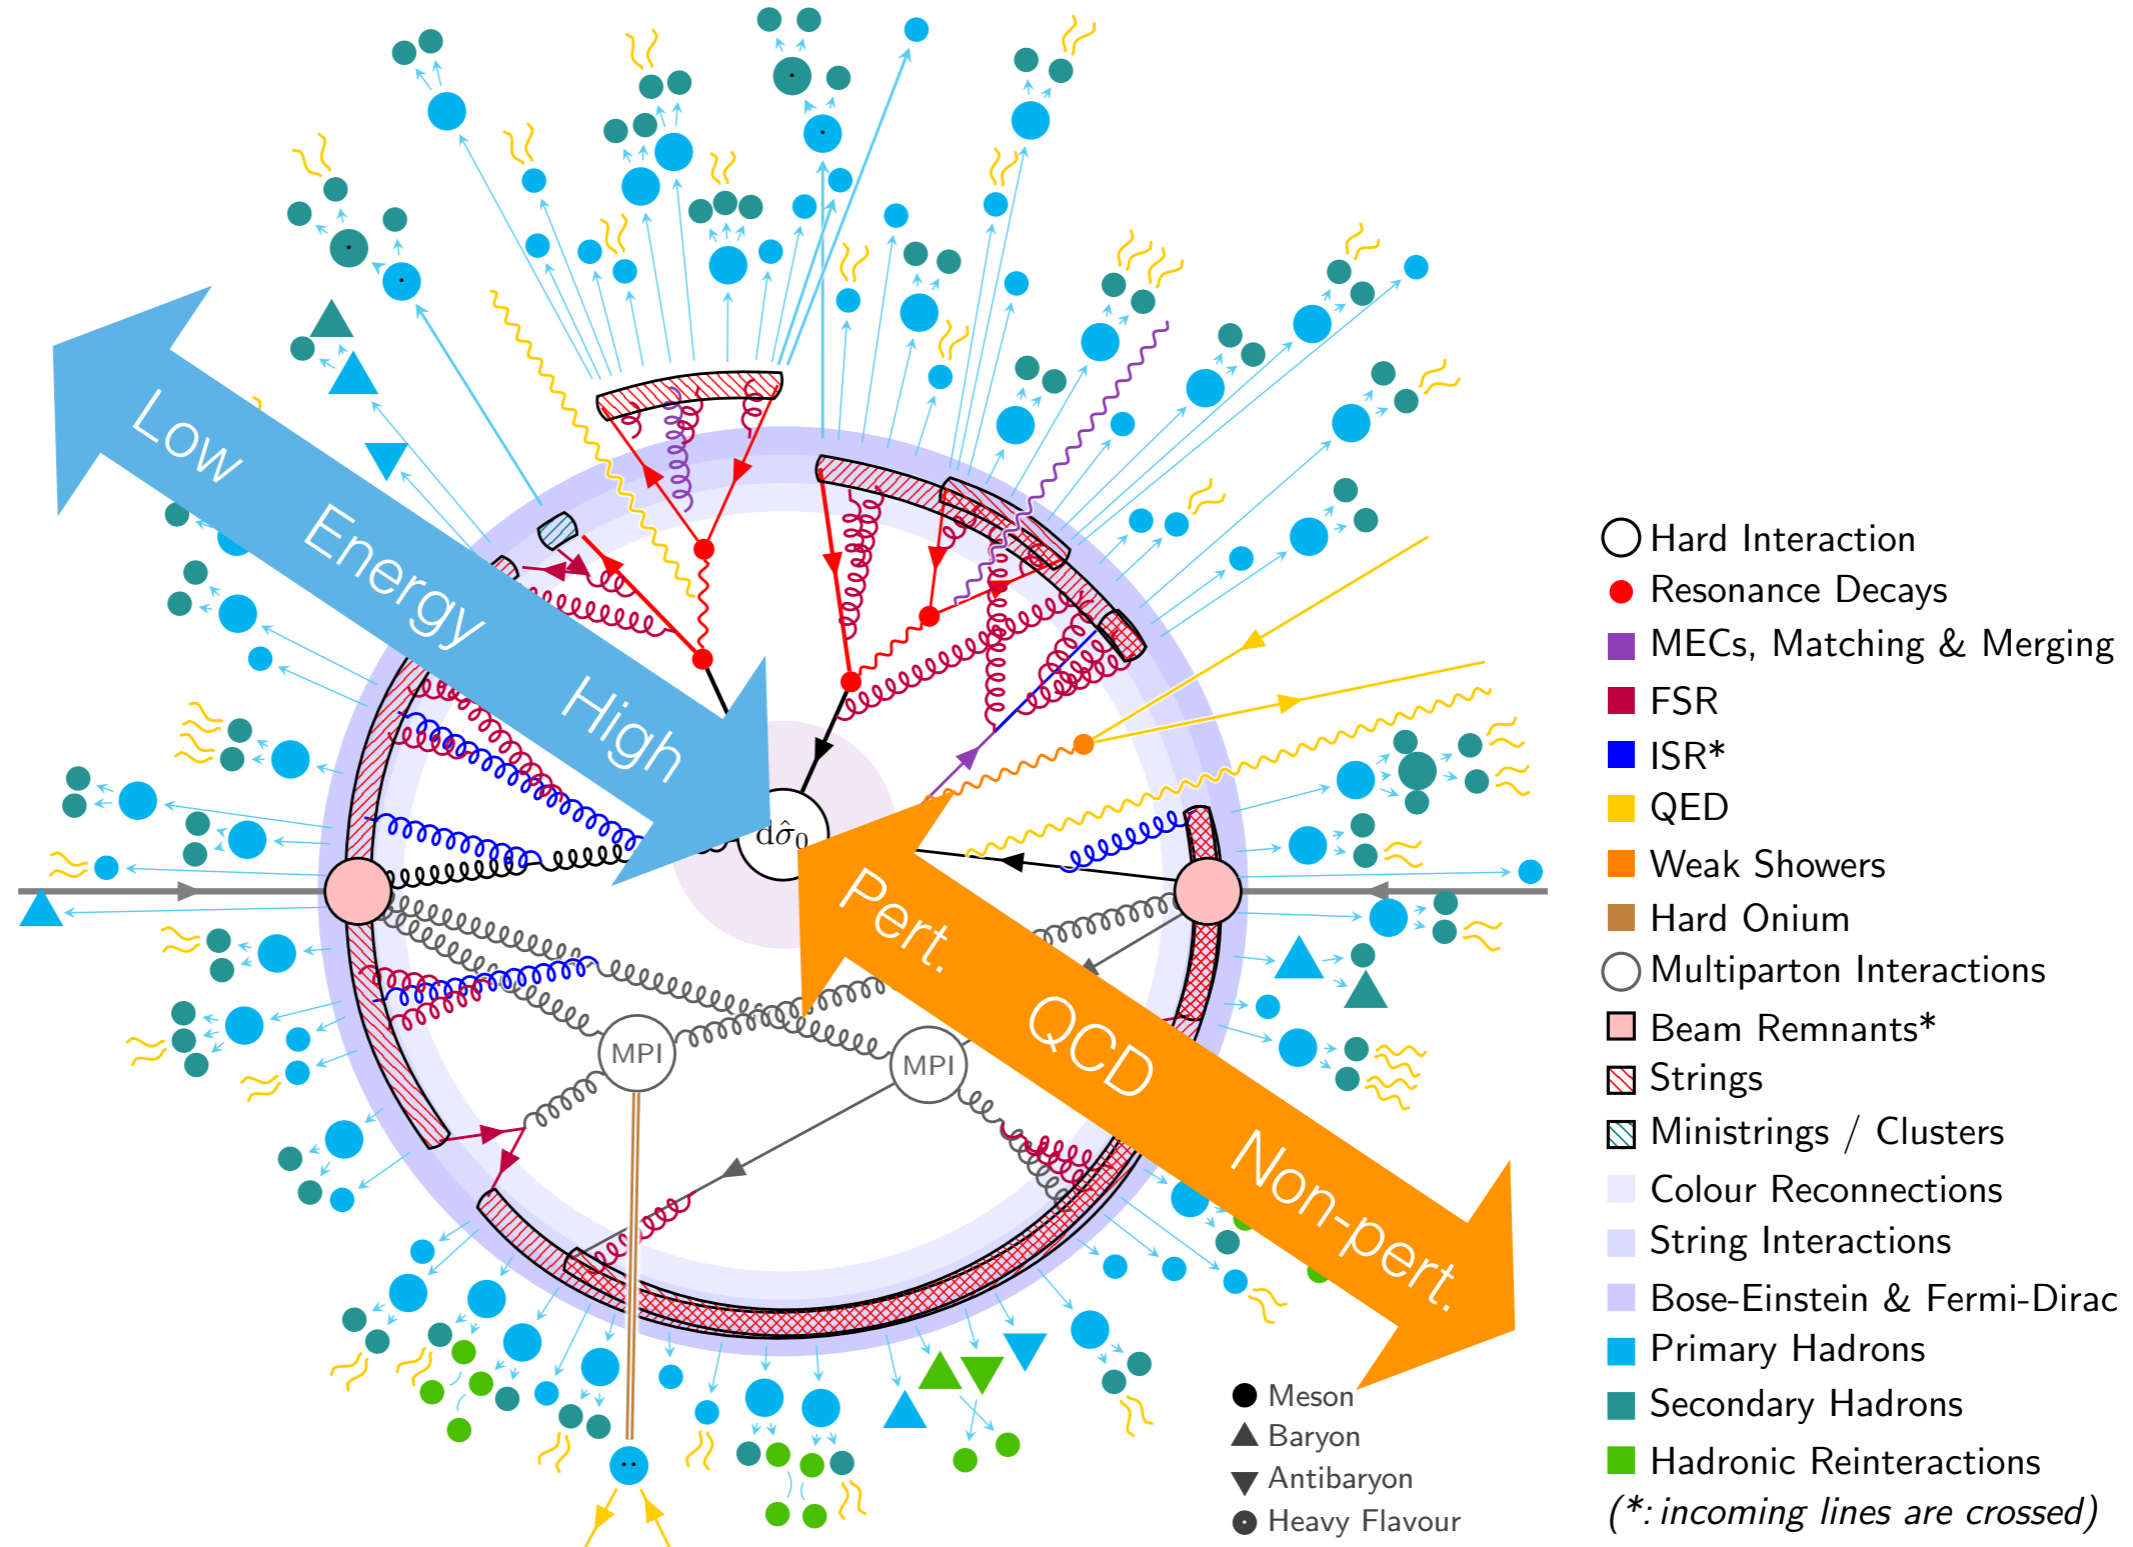 Low Energy High
dσ̂₀
Pert. QCD Non-pert.
MPI
MPI
Meson
Baryon
Antibaryon
Heavy Flavour
Hard Interaction
Resonance Decays
MECs, Matching & Merging
FSR
ISR*
QED
Weak Showers
Hard Onium
Multiparton Interactions
Beam Remnants*
Strings
Ministrings / Clusters
Colour Reconnections
String Interactions
Bose-Einstein & Fermi-Dirac
Primary Hadrons
Secondary Hadrons
Hadronic Reinteractions
(*: incoming lines are crossed)